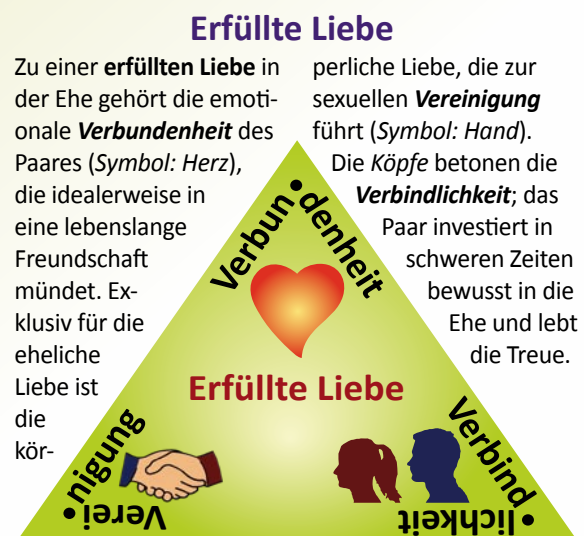 Erfüllte Liebe
Zu einer erfüllten Liebe in
der Ehe gehört die emoti-
onale Verbundenheit des
Paares (Symbol: Herz),
die idealerweise in
eine lebenslange
Freundschaft
mündet. Ex-
klusiv für die
eheliche
Liebe ist
die
kör-
perliche Liebe, die zur
sexuellen Vereinigung
führt (Symbol: Hand).
Die Köpfe betonen die
Verbindlichkeit; das
Paar investiert in
schweren Zeiten
bewusst in die
Ehe und lebt
die Treue.
Verbun•denheit
Erfüllte Liebe
Verei•nigung
Verbind•lichkeit